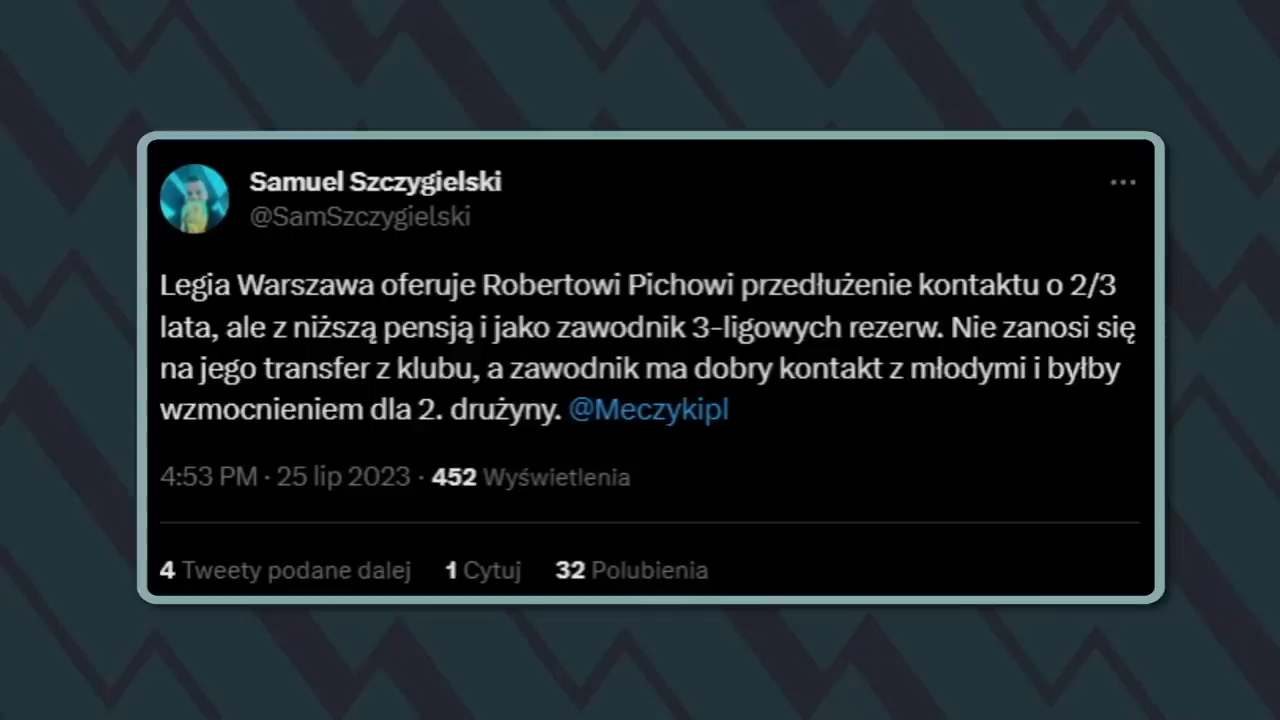 Samuel Szczygielski
@SamSzczygielski
Legia Warszawa oferuje Robertowi Pichowi przedłużenie kontaktu o 2/3
lata, ale z niższą pensją i jako zawodnik 3-ligowych rezerw. Nie zanosi się
na jego transfer z klubu, a zawodnik ma dobry kontakt z młodymi i byłby
wzmocnieniem dla 2. drużyny. @Meczykipl
4:53 PM · 25 lip 2023 · 452 Wyświetlenia
4 Tweety podane dalej 1 Cytuj 32 Polubienia